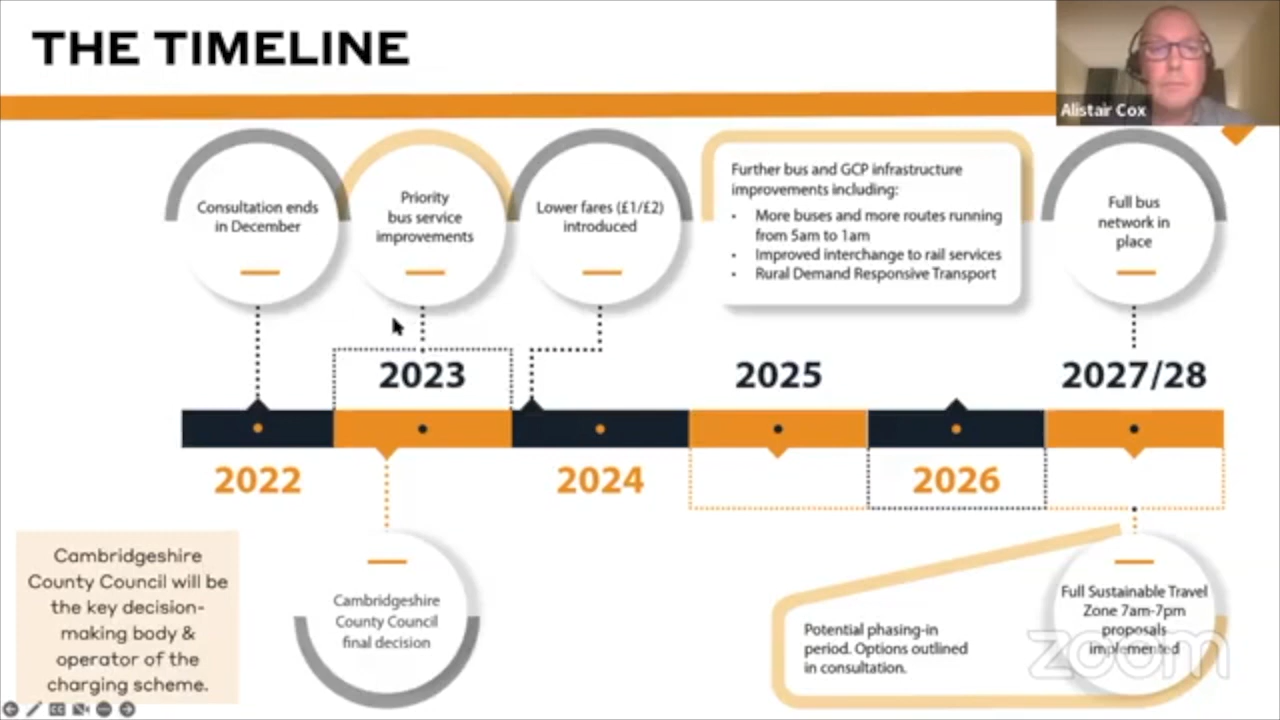 THE TIMELINE
Alistair Cox
Consultation ends
in December
Priority
bus service
improvements
Lower fares (£1/£2)
introduced
Further bus and GCP infrastructure
improvements including:
• More buses and more routes running
from 5am to 1am
• Improved interchange to rail services
• Rural Demand Responsive Transport
Full bus
network in
place
2023
2025
2027/28
2022
2024
2026
Cambridgeshire
County Council will be
the key decision-
making body &
operator of the
charging scheme.
Cambridgeshire
County Council
final decision
Potential phasing-in
period. Options outlined
in consultation.
Full Sustainable Travel
Zone 7am-7pm
proposals
implemented
zoom